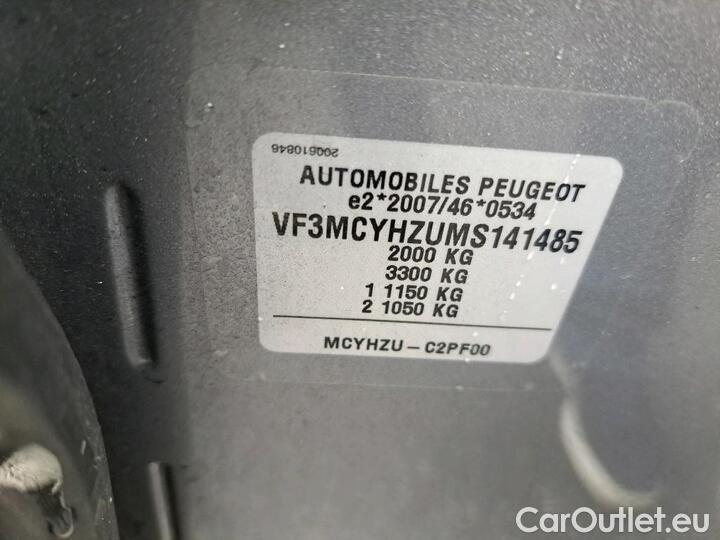 20Q610846
AUTOMOBILES PEUGEOT
e2*2007/46*0534
VF3MCYHZUMS141485
2000 KG
3300 KG
1 1150 KG
2 1050 KG
MCYHZU – C2PF00
CarOutlet.eu